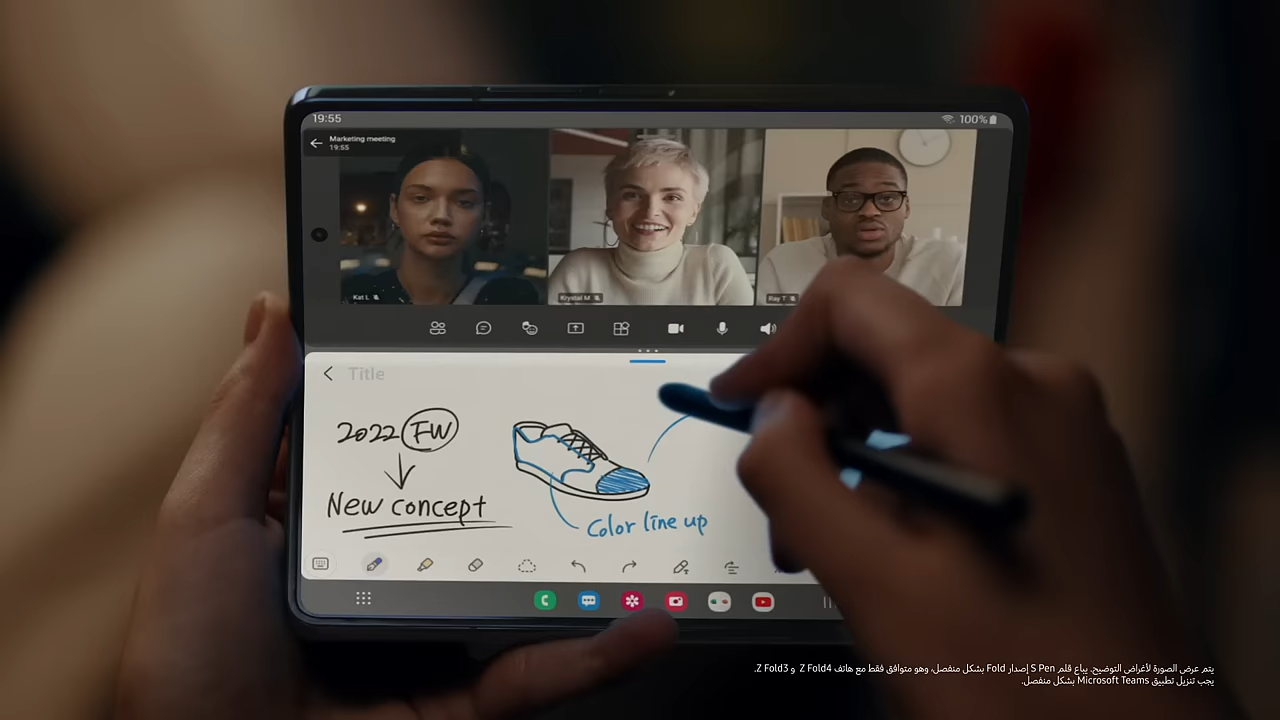 19:55
100%
Marketing meeting
19:55
Kat L
Krystal M
Ray T
Title
2022 FW
New concept
Color line up
يتم عرض الصورة لأغراض التوضيح. يباع قلم S Pen إصدار Fold بشكل منفصل، وهو متوافق فقط مع هاتف Z Fold4 و Z Fold3.
يجب تنزيل تطبيق Microsoft Teams بشكل منفصل.